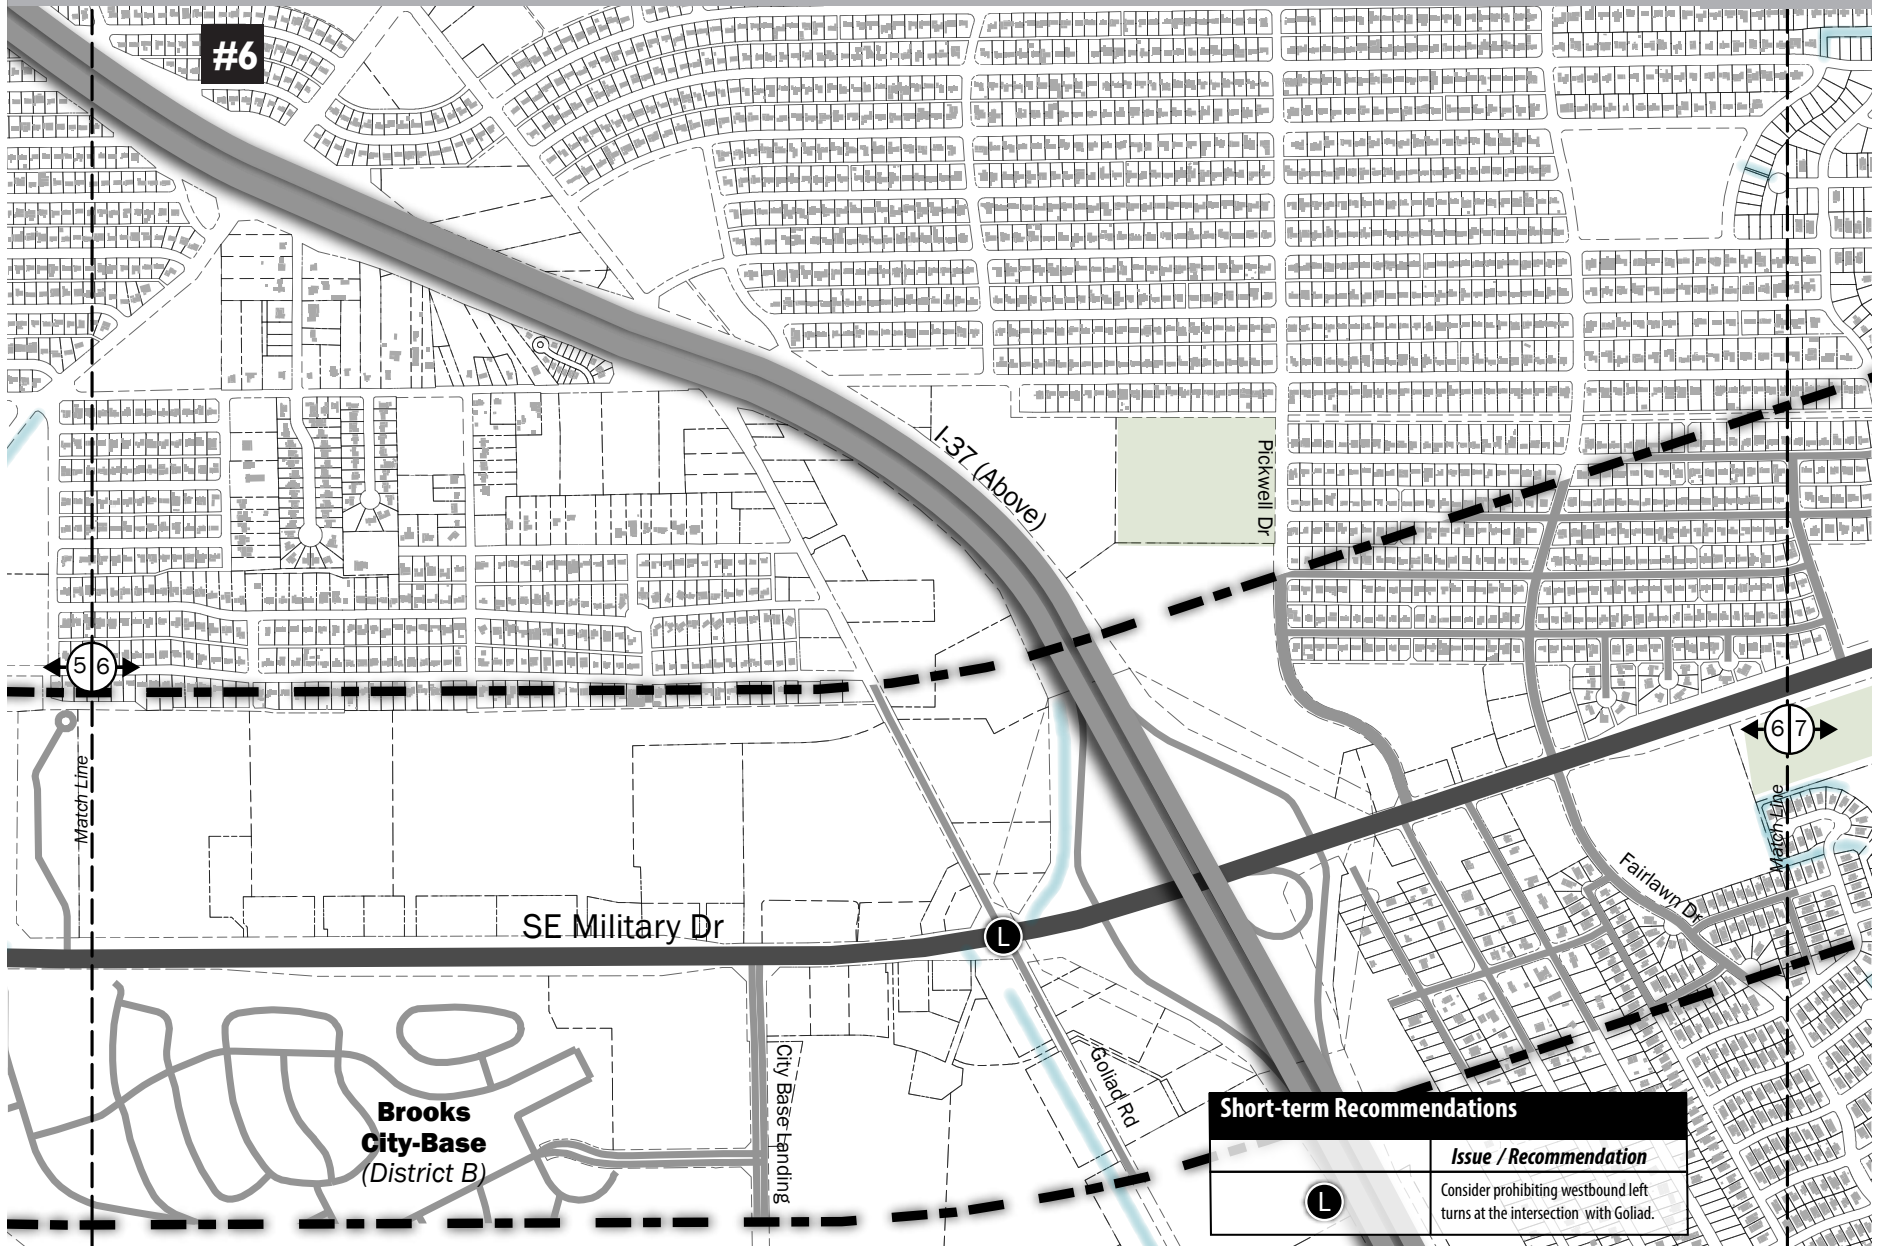 #6
I-37 (Above)
Pickwell Dr
5 6
6 7
Match Line
Match Line
Fairlawn Dr
SE Military Dr
L
City Base Landing
Goliad Rd
Brooks
City-Base
(District B)
Short-term Recommendations
Issue / Recommendation
L
Consider prohibiting westbound left
turns at the intersection with Goliad.